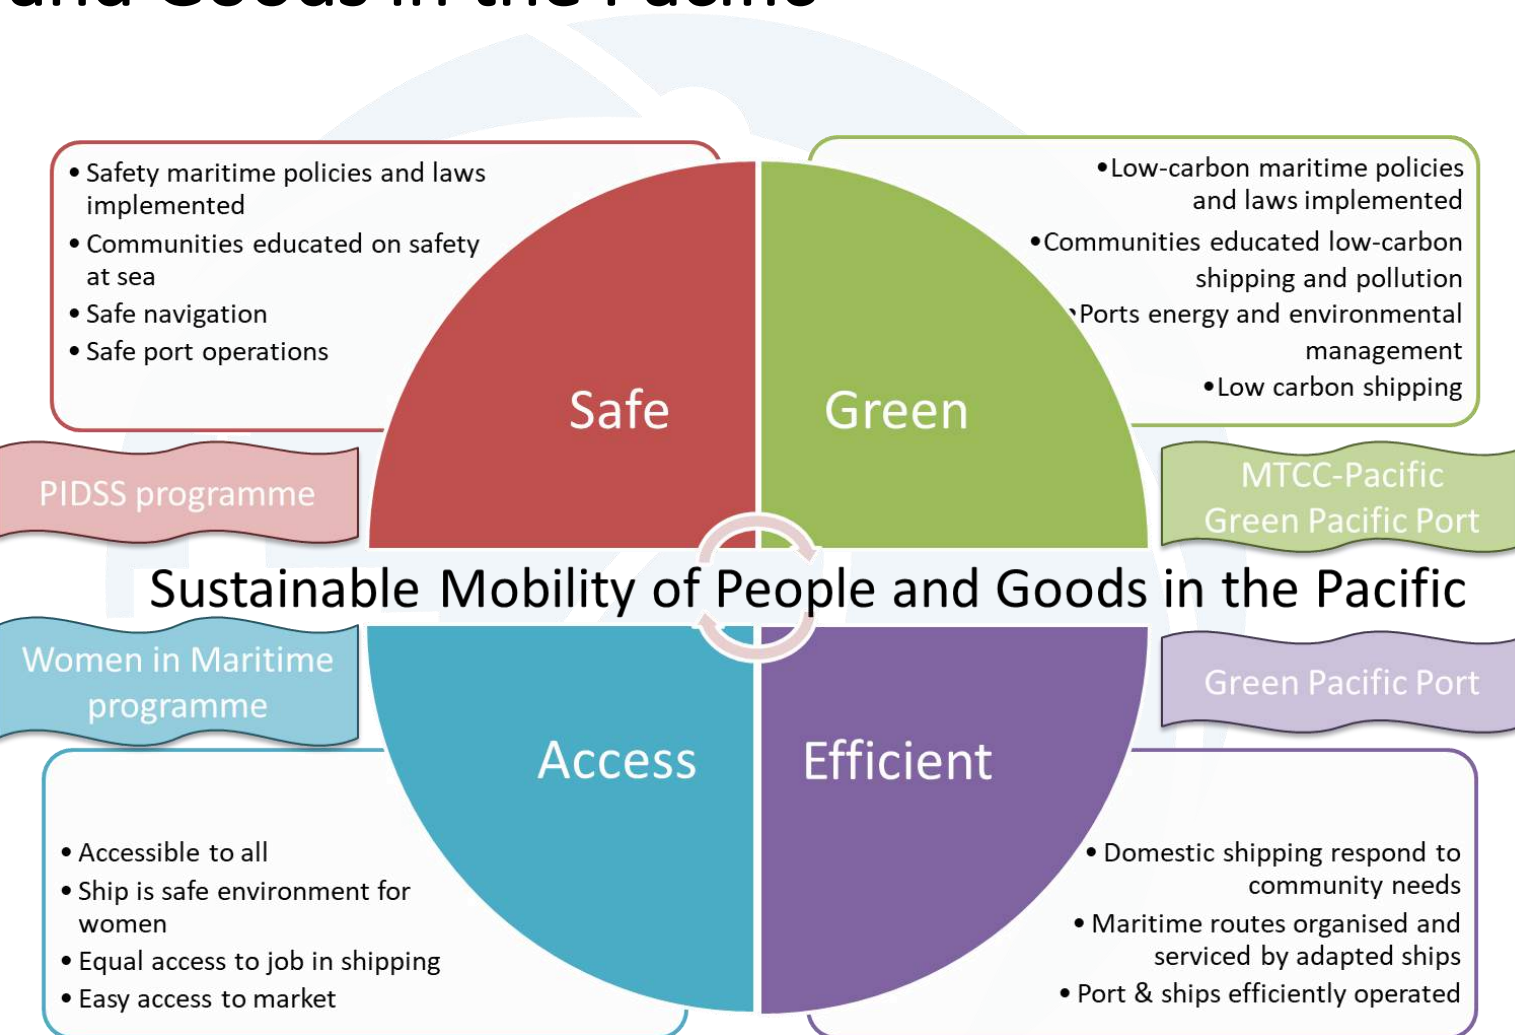 and Goods in the Pacific
• Safety maritime policies and laws
implemented
• Communities educated on safety
at sea
• Safe navigation
• Safe port operations
•Low-carbon maritime policies
and laws implemented
•Communities educated low-carbon
shipping and pollution
•Ports energy and environmental
management
•Low carbon shipping
Safe
Green
PIDSS programme
MTCC-Pacific
Green Pacific Port
Sustainable Mobility of People and Goods in the Pacific
Women in Maritime
programme
Green Pacific Port
Access
Efficient
• Accessible to all
• Ship is safe environment for
women
• Equal access to job in shipping
• Easy access to market
• Domestic shipping respond to
community needs
• Maritime routes organised and
serviced by adapted ships
• Port & ships efficiently operated